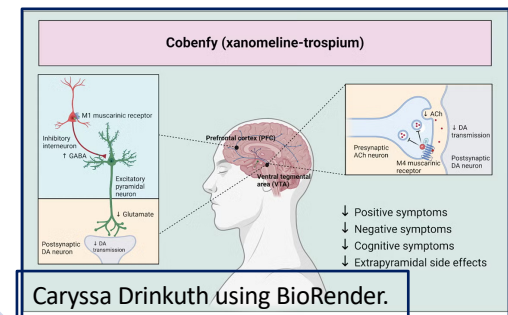 Cobenfy (xanomeline-trospium)
M1 muscarinic receptor
Inhibitory
interneuron
↑ GABA
Excitatory
pyramidal
neuron
↓ Glutamate
Postsynaptic
DA neuron
↓ DA
transmission
Prefrontal cortex (PFC)
Ventral tegmental
area (VTA)
↓ ACh
↓ DA
transmission
Presynaptic
ACh neuron
M4 muscarinic
receptor
Postsynaptic
DA neuron
↓ Positive symptoms
↓ Negative symptoms
↓ Cognitive symptoms
↓ Extrapyramidal side effects
Caryssa Drinkuth using BioRender.